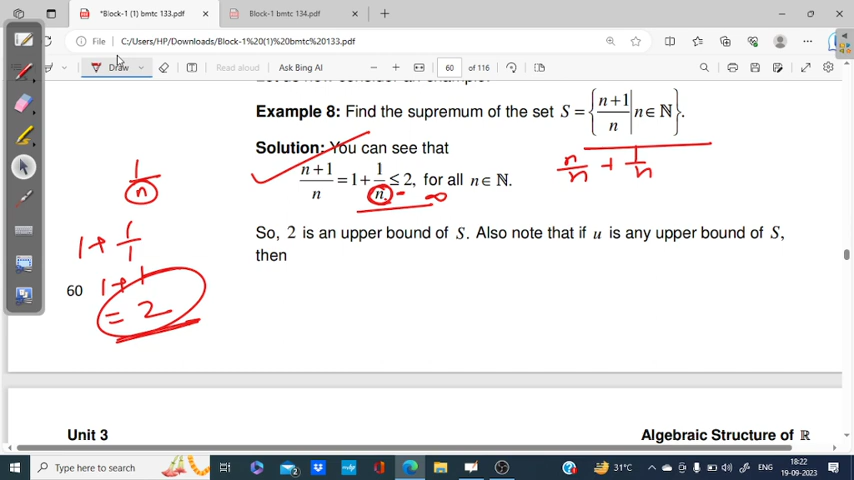 *Block-1 (1) bmtc 133.pdf
Block-1 bmtc 134.pdf
File C:/Users/HP/Downloads/Block-1%20(1)%20bmtc%20133.pdf
Draw
Read aloud
Ask Bing AI
60 of 116
Example 8: Find the supremum of the set S = { (n+1)/n | n ∈ ℕ }.
n/n + 1/n
Solution: You can see that
(n+1)/n = 1 + 1/n ≤ 2, for all n ∈ ℕ.
∞
1/n
So, 2 is an upper bound of S. Also note that if u is any upper bound of S,
then
1 + 1/1
1 + 1
= 2
60
Unit 3
Algebraic Structure of ℝ
Type here to search
31°C
ENG
18:22
19-09-2023